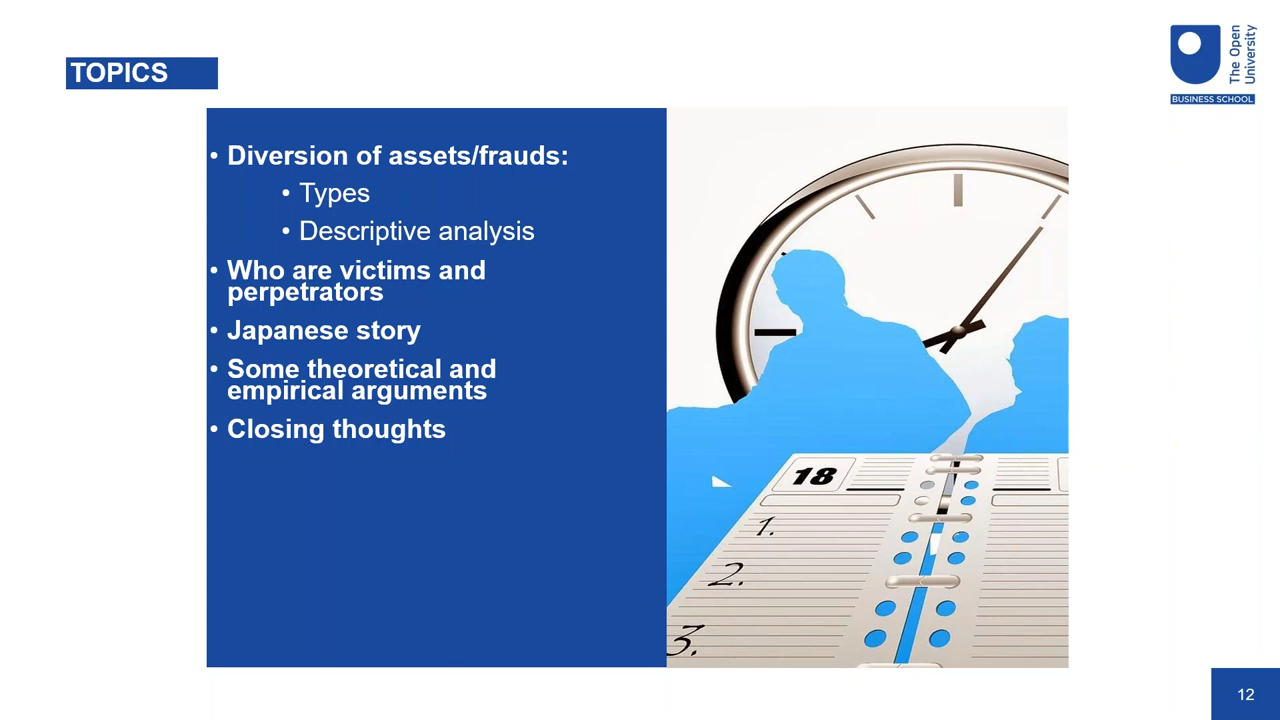 TOPICS
The Open
University
BUSINESS SCHOOL
• Diversion of assets/frauds:
• Types
• Descriptive analysis
• Who are victims and
perpetrators
• Japanese story
• Some theoretical and
empirical arguments
• Closing thoughts
18
1.
2.
3.
12